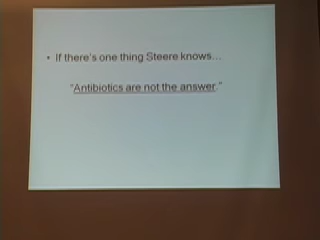 • If there's one thing Steere knows…
"Antibiotics are not the answer."